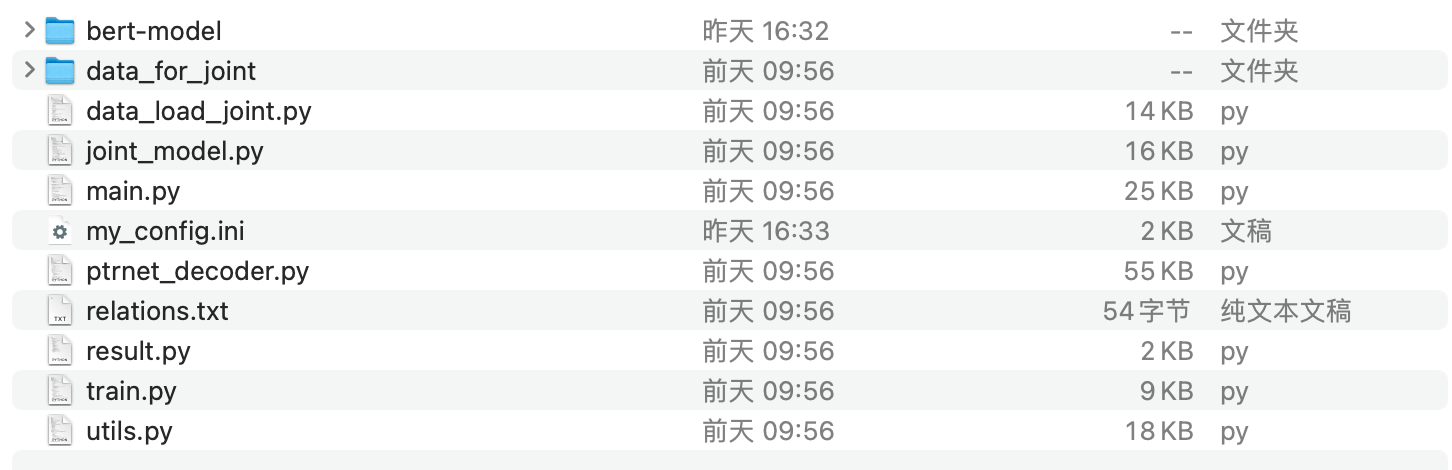 bert-model 昨天 16:32 -- 文件夹
data_for_joint 前天 09:56 -- 文件夹
data_load_joint.py 前天 09:56 14 KB py
joint_model.py 前天 09:56 16 KB py
main.py 前天 09:56 25 KB py
my_config.ini 昨天 16:33 2 KB 文稿
ptrnet_decoder.py 前天 09:56 55 KB py
relations.txt 前天 09:56 54 字节 纯文本文稿
result.py 前天 09:56 2 KB py
train.py 前天 09:56 9 KB py
utils.py 前天 09:56 18 KB py